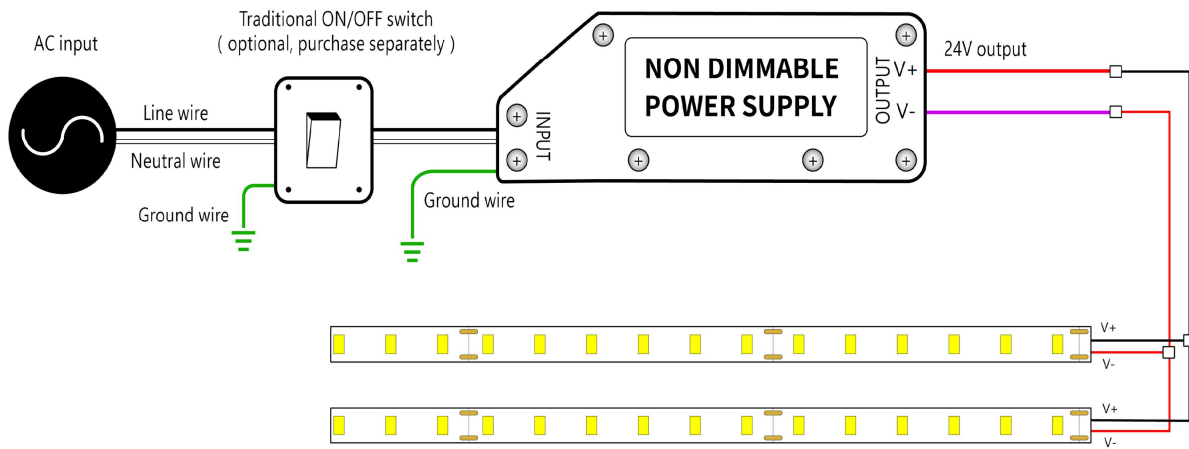 Traditional ON/OFF switch
( optional, purchase separately )
AC input
Line wire
Neutral wire
Ground wire
Ground wire
INPUT
NON DIMMABLE
POWER SUPPLY
OUTPUT
V+
V-
24V output
V+
V-
V+
V-